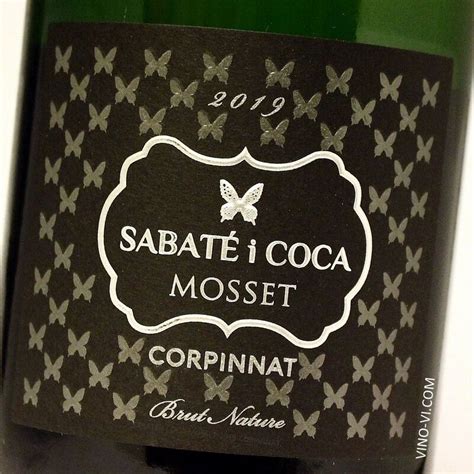 2019
SABATÉ i COCA
MOSSET
CORPINNAT
Brut Nature
VINO-VI.COM